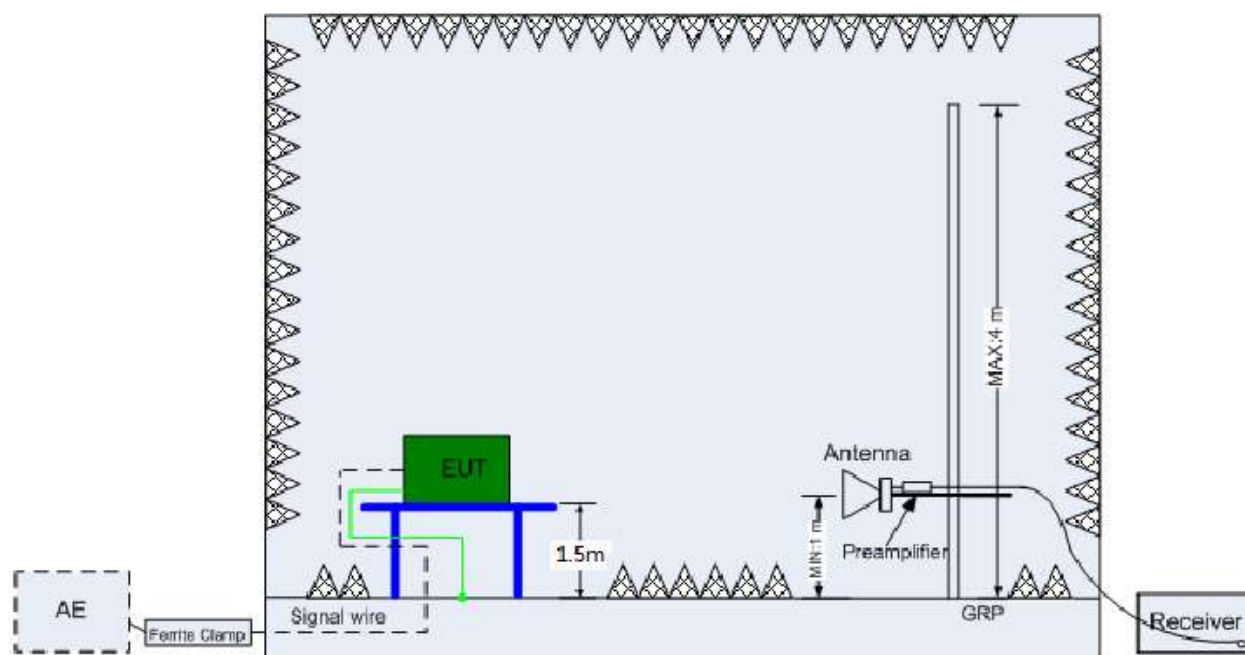 MAX:4 m
EUT
Antenna
MIN:1 m
1.5m
Preamplifier
AE
Ferrite Clamp
Signal wire
GRP
Receiver